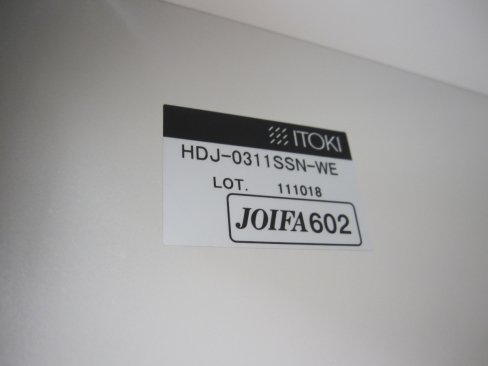 ITOKI
HDJ-0311SSN-WE
LOT. 111018
JOIFA602